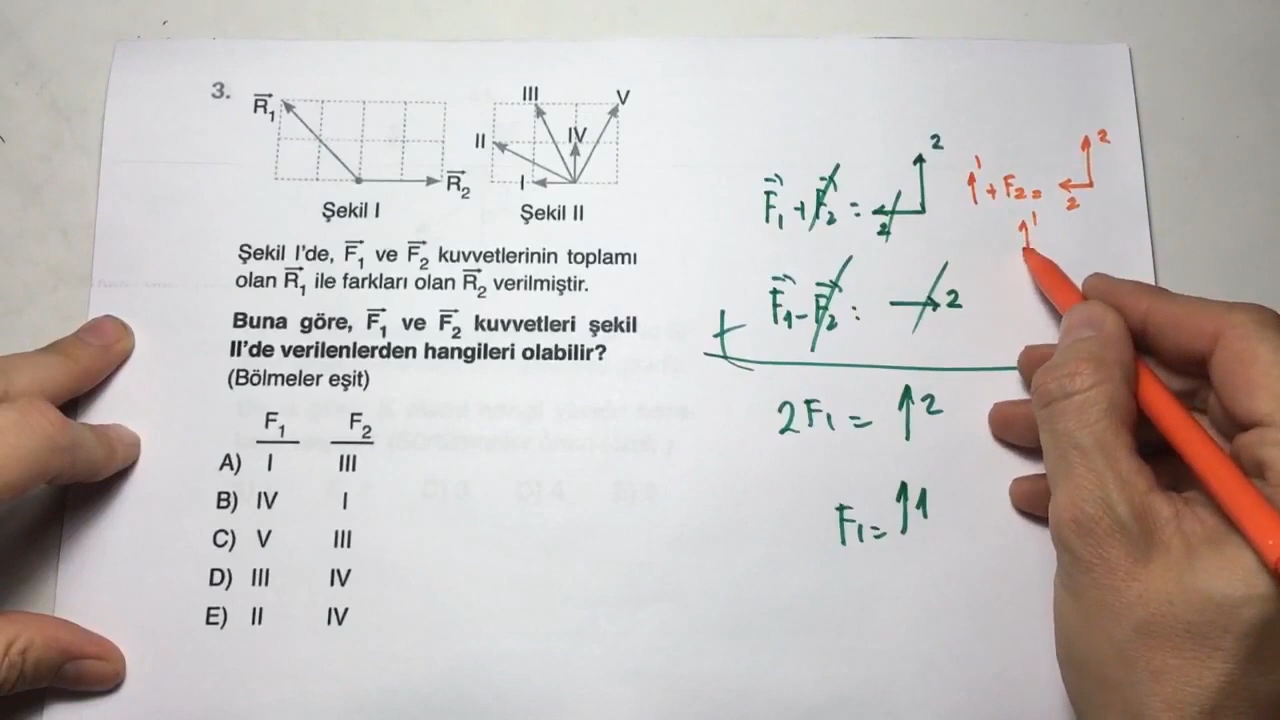 3.
R₁ R₂
Şekil I
I II III IV V
Şekil II
Şekil I'de, F₁ ve F₂ kuvvetlerinin toplamı
olan R₁ ile farkları olan R₂ verilmiştir.
Buna göre, F₁ ve F₂ kuvvetleri şekil
II'de verilenlerden hangileri olabilir?
(Bölmeler eşit)
F₁ F₂
A) I III
B) IV I
C) V III
D) III IV
E) II IV
F₁ + F₂ = 2 2
F₁ - F₂ = 2
+
2F₁ = ↑2
F₁ = ↑1
↑1 + F₂ = 2 2
↑1